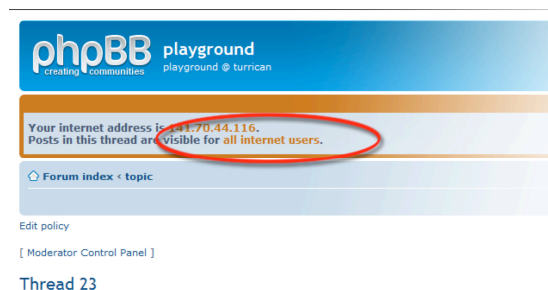 phpBB
creating communities
playground
playground @ turrican
Your internet address is 141.70.44.116.
Posts in this thread are visible for all internet users.
Forum index ‹ topic
Edit policy
[ Moderator Control Panel ]
Thread 23